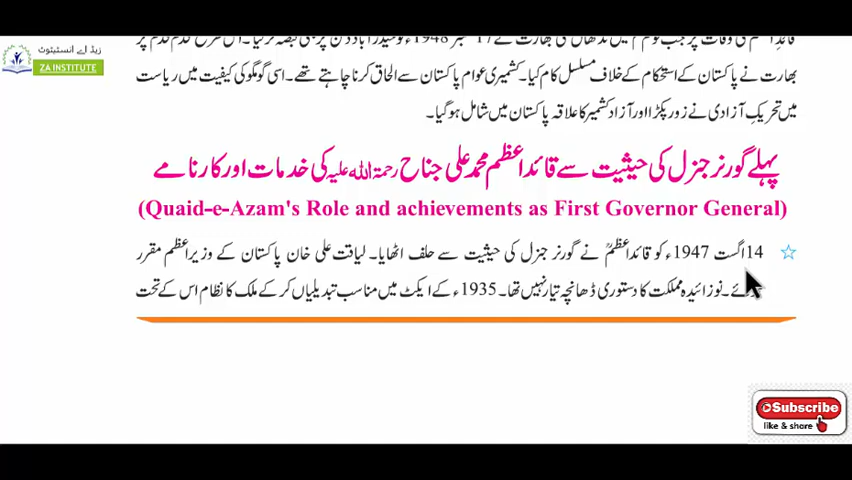 زیڈ اے انسٹیٹیوٹ
ZA INSTITUTE
بھارت نے پاکستان کے استحکام کے خلاف مسلسل کام کیا۔ کشمیری عوام پاکستان سے الحاق کرنا چاہتے تھے۔ اسی گومگو کی کیفیت میں ریاست
میں تحریکِ آزادی نے زور پکڑا اور آزاد کشمیر کا علاقہ پاکستان میں شامل ہو گیا۔
پہلے گورنر جنرل کی حیثیت سے قائداعظم محمد علی جناح رحمۃ اللہ علیہ کی خدمات اور کارنامے
(Quaid-e-Azam's Role and achievements as First Governor General)
14 اگست 1947ء کو قائداعظمؒ نے گورنر جنرل کی حیثیت سے حلف اٹھایا۔ لیاقت علی خان پاکستان کے وزیراعظم مقرر
نوزائیدہ مملکت کا دستوری ڈھانچہ تیار نہیں تھا۔ 1935ء کے ایکٹ میں مناسب تبدیلیاں کر کے ملک کا نظام اس کے تحت
Subscribe
like & share